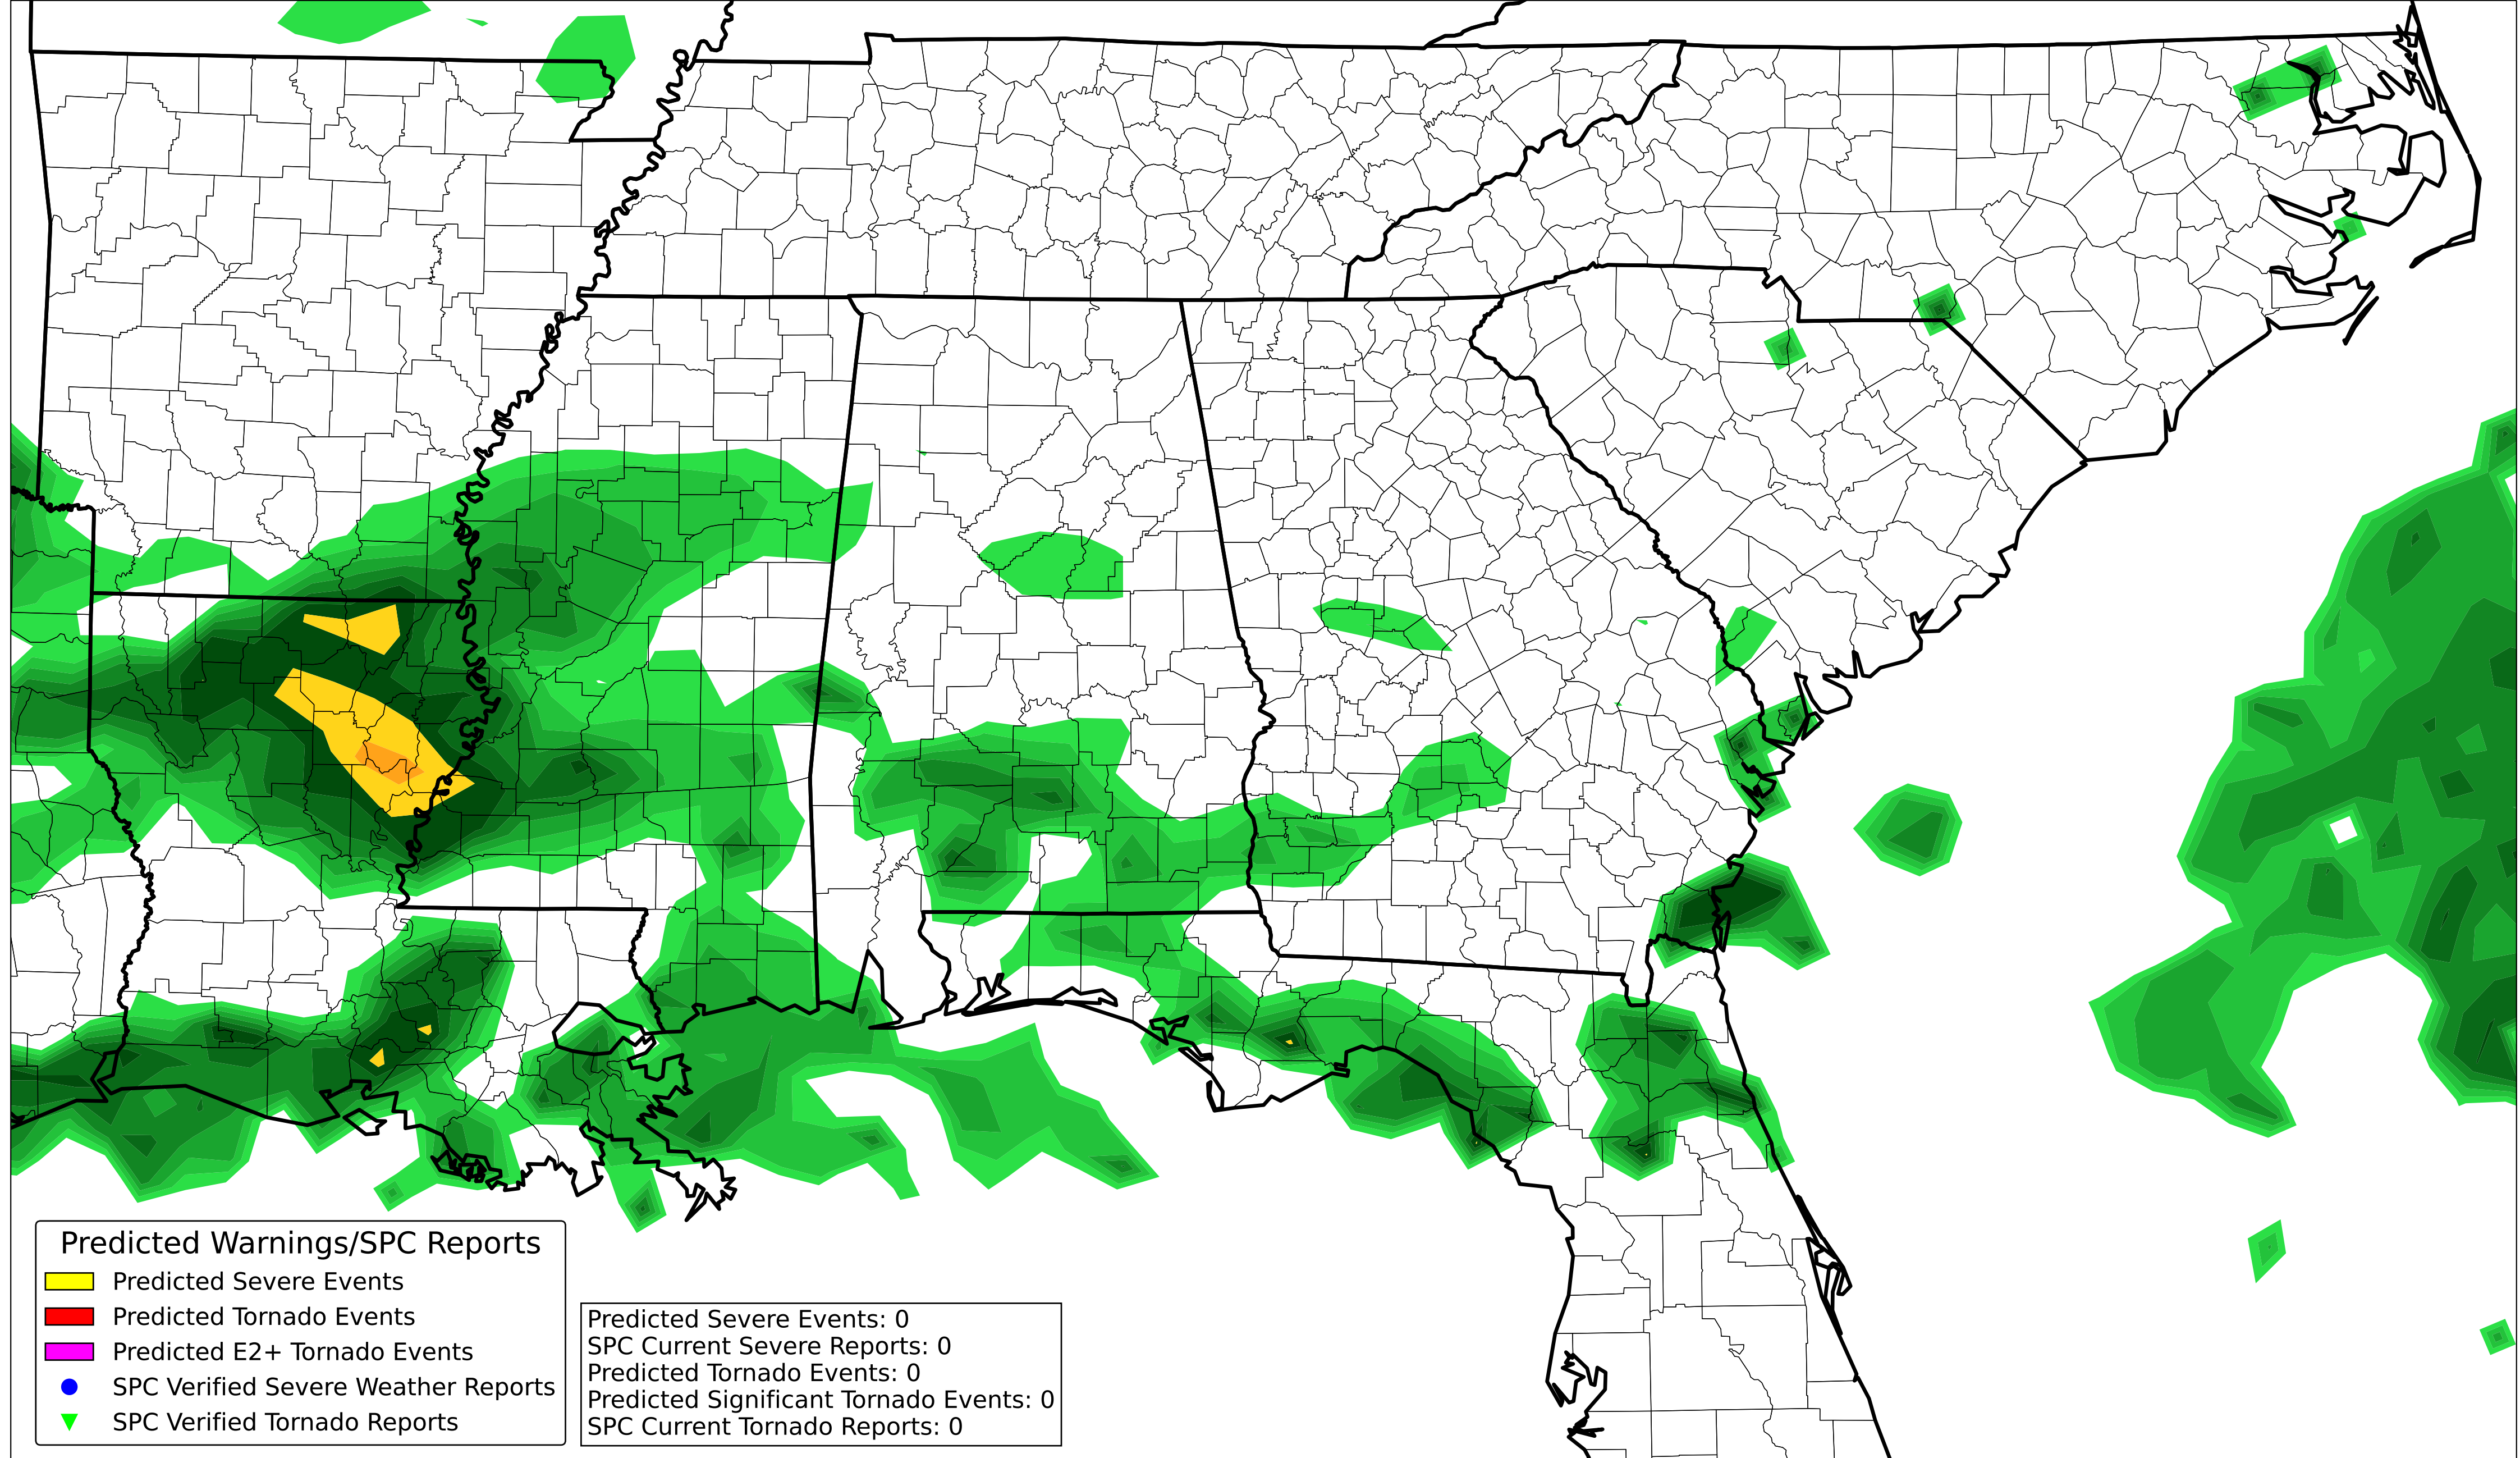 Predicted Warnings/SPC Reports
Predicted Severe Events
Predicted Tornado Events
Predicted E2+ Tornado Events
SPC Verified Severe Weather Reports
SPC Verified Tornado Reports
Predicted Severe Events: 0
SPC Current Severe Reports: 0
Predicted Tornado Events: 0
Predicted Significant Tornado Events: 0
SPC Current Tornado Reports: 0